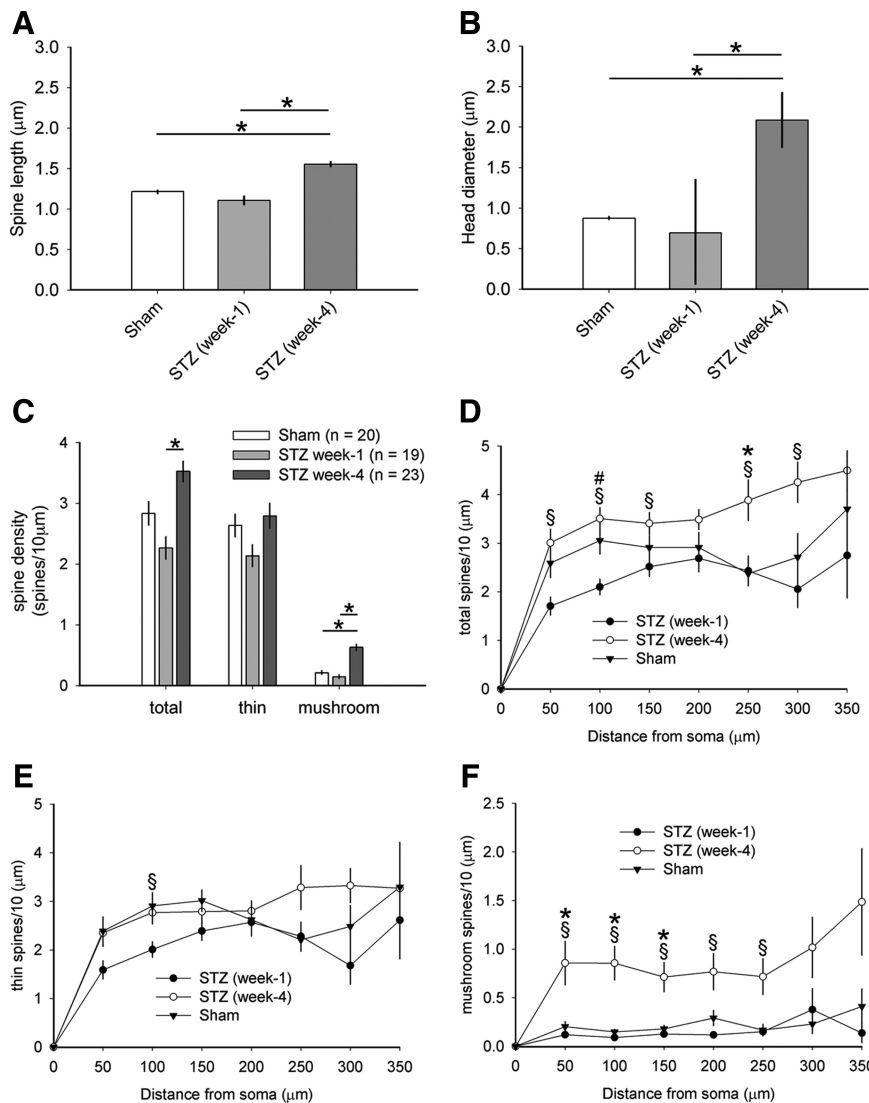 A
3.0
2.5
2.0
1.5
1.0
0.5
0.0
Spine length (μm)
*
*
Sham
STZ (week-1)
STZ (week-4)
B
3.0
2.5
2.0
1.5
1.0
0.5
0.0
Head diameter (μm)
*
*
Sham
STZ (week-1)
STZ (week-4)
C
4
3
2
1
0
spine density
(spines/10μm)
Sham (n = 20)
STZ week-1 (n = 19)
STZ week-4 (n = 23)
*
*
*
total thin mushroom
D
5
4
3
2
1
0
total spines/10 (μm)
* §
# §
§ § §
STZ (week-1)
STZ (week-4)
Sham
0 50 100 150 200 250 300 350
Distance from soma (μm)
E
5
4
3
2
1
0
thin spines/10 (μm)
§
STZ (week-1)
STZ (week-4)
Sham
0 50 100 150 200 250 300 350
Distance from soma (μm)
F
2.5
2.0
1.5
1.0
0.5
0.0
mushroom spines/10 (μm)
STZ (week-1)
STZ (week-4)
Sham
* * *
§ § § § §
0 50 100 150 200 250 300 350
Distance from soma (μm)